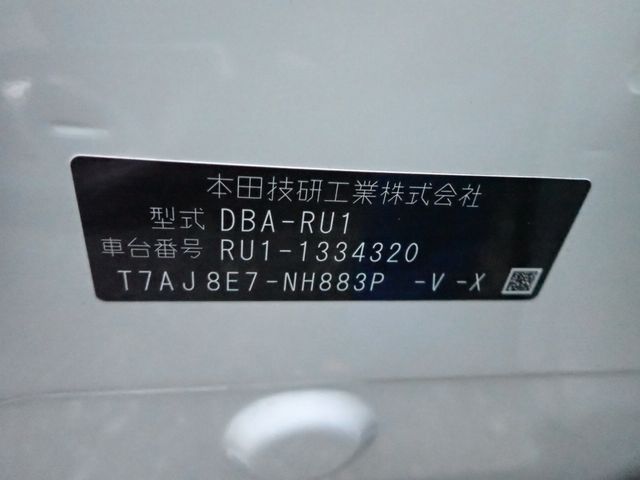 本田技研工業株式会社
型式 DBA-RU1
車台番号 RU1-1334320
T7AJ8E7-NH883P -V-X